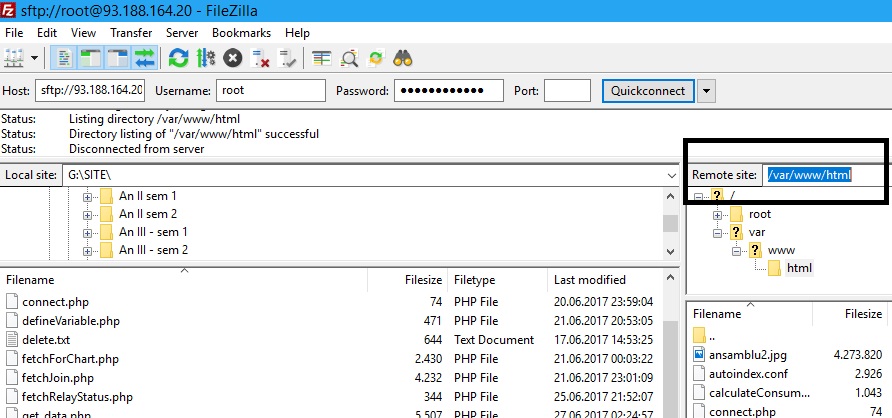 sftp://root@93.188.164.20 - FileZilla
File Edit View Transfer Server Bookmarks Help
Host: sftp://93.188.164.20 Username: root Password: •••••••••••• Port: Quickconnect
Status: Listing directory /var/www/html
Status: Directory listing of "/var/www/html" successful
Status: Disconnected from server
Local site: G:\SITE\
An II sem 1
An II sem 2
An III - sem 1
An III - sem 2
Filename Filesize Filetype Last modified
connect.php 74 PHP File 20.06.2017 23:59:04
defineVariable.php 471 PHP File 21.06.2017 20:53:05
delete.txt 644 Text Document 17.06.2017 14:53:25
fetchForChart.php 2.430 PHP File 21.06.2017 00:03:22
fetchJoin.php 4.232 PHP File 21.06.2017 23:01:09
fetchRelayStatus.php 344 PHP File 25.06.2017 21:52:07
get_data.php 5.507 PHP File 27.06.2017 02:24:57
Remote site: /var/www/html
/
root
var
www
html
Filename Filesize
..
ansamblu2.jpg 4.273.820
autoindex.conf 2.926
calculateConsum... 1.043
connect.php 74